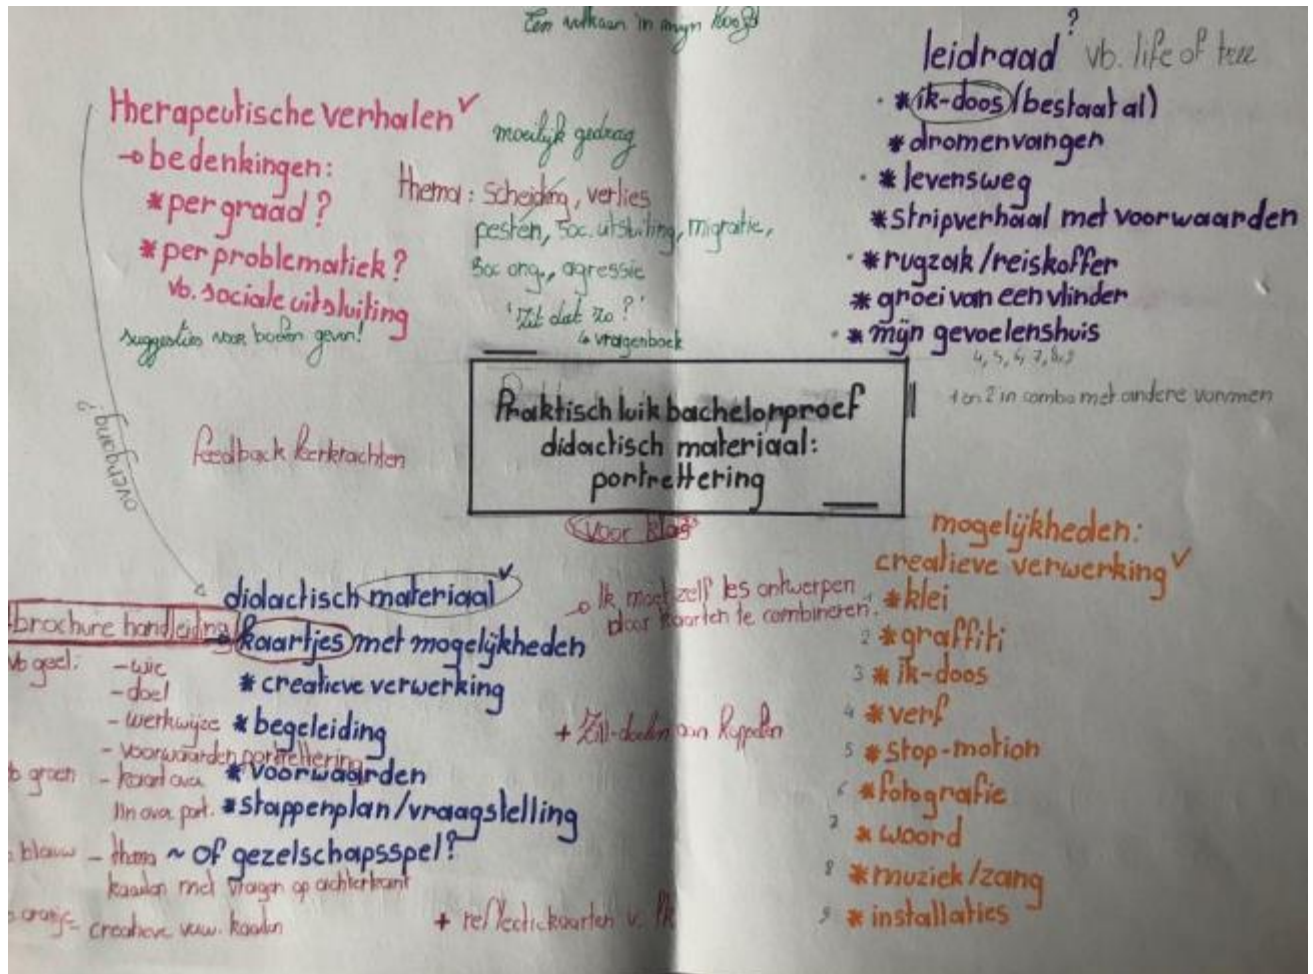 Een vulkaan in mijn hoofd
therapeutische verhalen ✓
→ bedenkingen:
* per graad?
* per problematiek?
vb. sociale uitsluiting
suggesties voor boeken geven!
moeilijk gedrag
thema: scheiding, verlies
pesten, soc. uitsluiting, migratie,
soc. ong., agressie
'Zit dat zo?'
↳ vragenboek
?
leidraad vb. life of tree
* ik-doos (bestaat al)
* dromenvangen
* levensweg
* stripverhaal met voorwaarden
* rugzak/reiskoffer
* groei van een vlinder
* mijn gevoelenshuis
4, 5, 6, 7, 8, 9
1 en 2 in combo met andere vormen
Praktisch luik bachelorproef
didactisch materiaal:
portrettering
voor klas
feedback leerkrachten
overgang?
didactisch materiaal ✓
brochure handleiding
kaartjes met mogelijkheden
* creatieve verwerking
* begeleiding
* voorwaarden
* stappenplan/vraagstelling
~ of gezelschapsspel?
vb geel: - wie
- doel
- werkwijze
- voorwaarden portrettering
groen - kaart over
lln over port.
blauw - thema
kaarten met vragen op achterkant
oranje - creatieve verw. kaarten
+ reflectiekaarten v. lk
→ Ik moet zelf les ontwerpen
door kaarten te combineren.
+ Zill-doelen aan koppelen
mogelijkheden:
creatieve verwerking ✓
1 * klei
2 * graffiti
3 * ik-doos
4 * verf
5 * stop-motion
6 * fotografie
7 * woord
8 * muziek/zang
9 * installaties